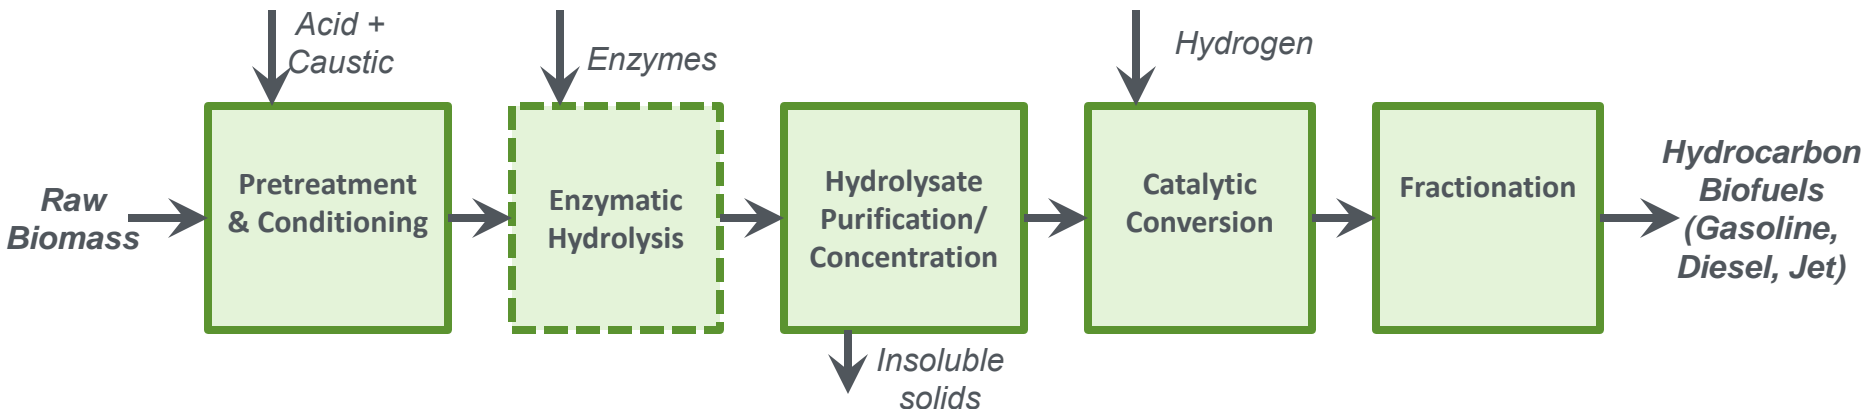 Acid +
Caustic
Enzymes
Hydrogen
Raw
Biomass
Pretreatment
& Conditioning
Enzymatic
Hydrolysis
Hydrolysate
Purification/
Concentration
Catalytic
Conversion
Fractionation
Hydrocarbon
Biofuels
(Gasoline,
Diesel, Jet)
Insoluble
solids